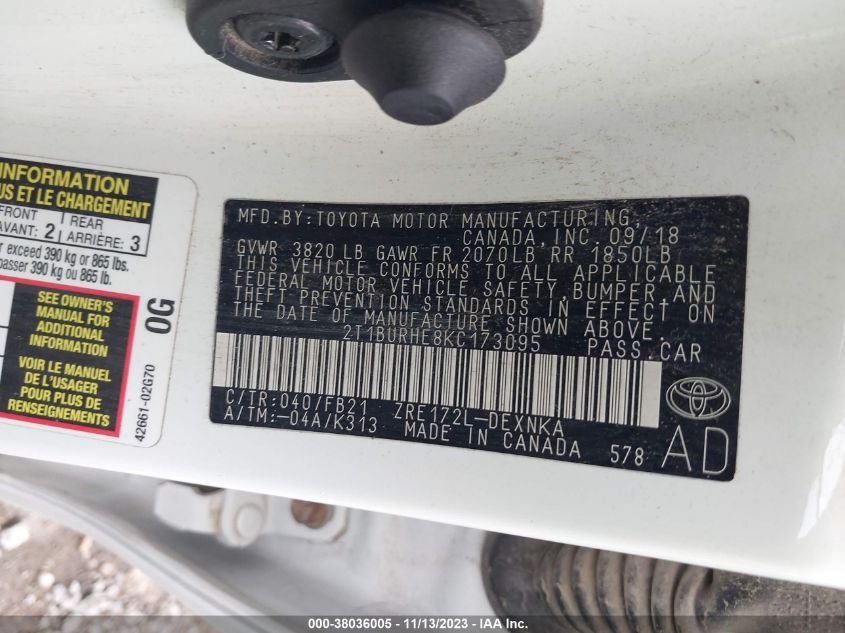 INFORMATION
US ET LE CHARGEMENT
FRONT
AVANT: 2
REAR
ARRIÈRE: 3
exceed 390 kg or 865 lbs.
passer 390 kg ou 865 lb.
SEE OWNER'S
MANUAL FOR
ADDITIONAL
INFORMATION
VOIR LE MANUEL
DE L'USAGER
POUR PLUS DE
RENSEIGNEMENTS
0G
42661-02G70
MFD.BY:TOYOTA MOTOR MANUFACTURING,
CANADA,INC. 09/18
GVWR 3820 LB GAWR FR 2070LB RR 1850LB
THIS VEHICLE CONFORMS TO ALL APPLICABLE
FEDERAL MOTOR VEHICLE SAFETY,BUMPER,AND
THEFT PREVENTION STANDARDS IN EFFECT ON
THE DATE OF MANUFACTURE SHOWN ABOVE.
2T1BURHE8KC173095 PASS.CAR
C/TR:040/FB21 ZRE172L-DEXNKA
A/TM:-04A/K313 MADE IN CANADA 578
AD
000-38036005 - 11/13/2023 - IAA Inc.